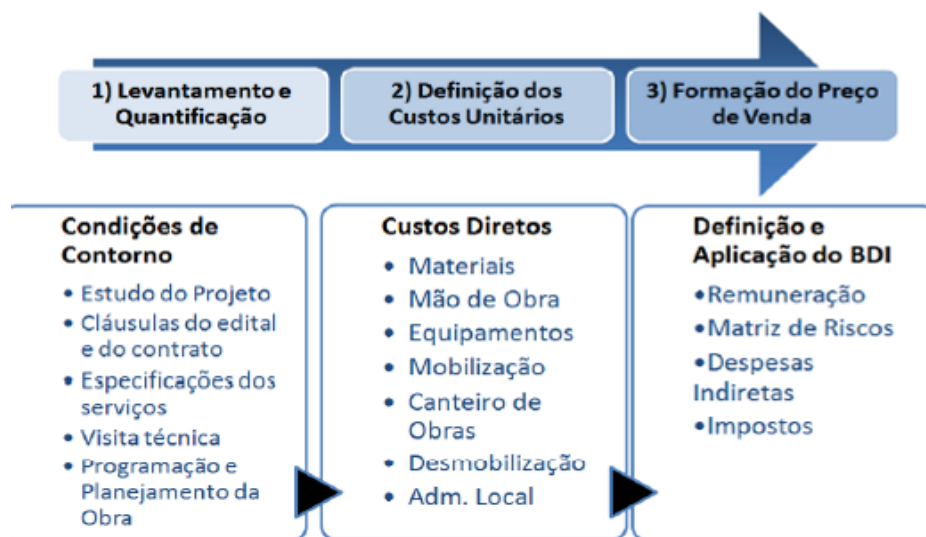 1) Levantamento e
Quantificação
2) Definição dos
Custos Unitários
3) Formação do Preço
de Venda
Condições de
Contorno
• Estudo do Projeto
• Cláusulas do edital
e do contrato
• Especificações dos
serviços
• Visita técnica
• Programação e
Planejamento da
Obra
Custos Diretos
• Materiais
• Mão de Obra
• Equipamentos
• Mobilização
• Canteiro de
Obras
• Desmobilização
• Adm. Local
Definição e
Aplicação do BDI
•Remuneração
•Matriz de Riscos
•Despesas
Indiretas
•Impostos